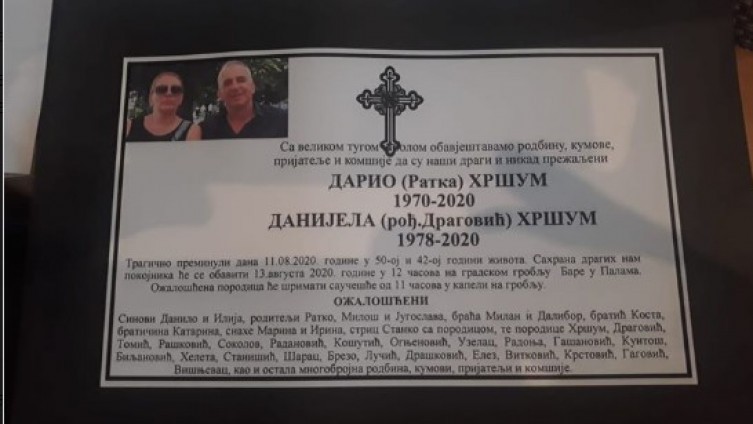 Са великом тугом болом обавјештавамо родбину, кумове,
пријатеље и комшије да су наши драги и никад прежаљени
ДАРИО (Ратка) ХРШУМ
1970-2020
ДАНИЈЕЛА (рођ.Драговић) ХРШУМ
1978-2020
Трагично преминули дана 11.08.2020. године у 50-ој и 42-ој години живота. Сахрана драгих нам
покојника ће се обавити 13.августа 2020. године у 12 часова на градском гробљу Баре у Палама.
Ожалошћена породица ће примати саучешће од 11 часова у капели на гробљу.
ОЖАЛОШЋЕНИ
Синови Данило и Илија, родитељи Ратко, Милош и Југослава, браћа Милан и Далибор, братић Коста,
братичина Катарина, снахе Марина и Ирина, стриц Станко са породицом, те породице Хршум, Драговић,
Томић, Рашковић, Соколов, Радановић, Кошутић, Огњеновић, Узелац, Радоња, Гашановић, Кунтош,
Биљановић, Хелета, Станишић, Шарац, Брезо, Лучић, Драшковић, Елез, Витковић, Крстовић, Гаговић,
Вишњевац, као и остала многобројна родбина, кумови, пријатељи и комшије.